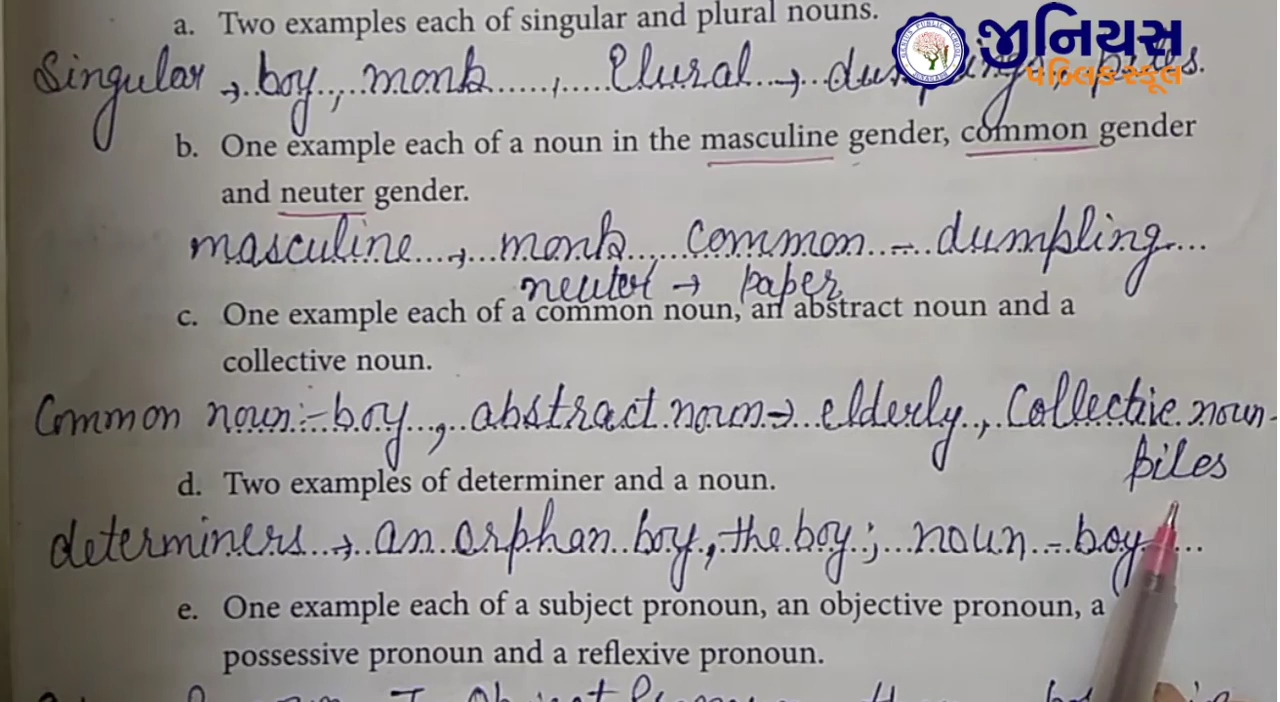 a. Two examples each of singular and plural nouns.
જીનિયસ
પબ્લિક સ્કૂલ
Singular → boy, monk, Plural →
b. One example each of a noun in the masculine gender, common gender
and neuter gender.
masculine → monk, common - dumpling
neuter → paper
c. One example each of a common noun, an abstract noun and a
collective noun.
Common noun:- boy, abstract noun → elderly, Collective noun-
piles
d. Two examples of determiner and a noun.
determiners → an orphan boy, the boy; noun - boy
e. One example each of a subject pronoun, an objective pronoun, a
possessive pronoun and a reflexive pronoun.